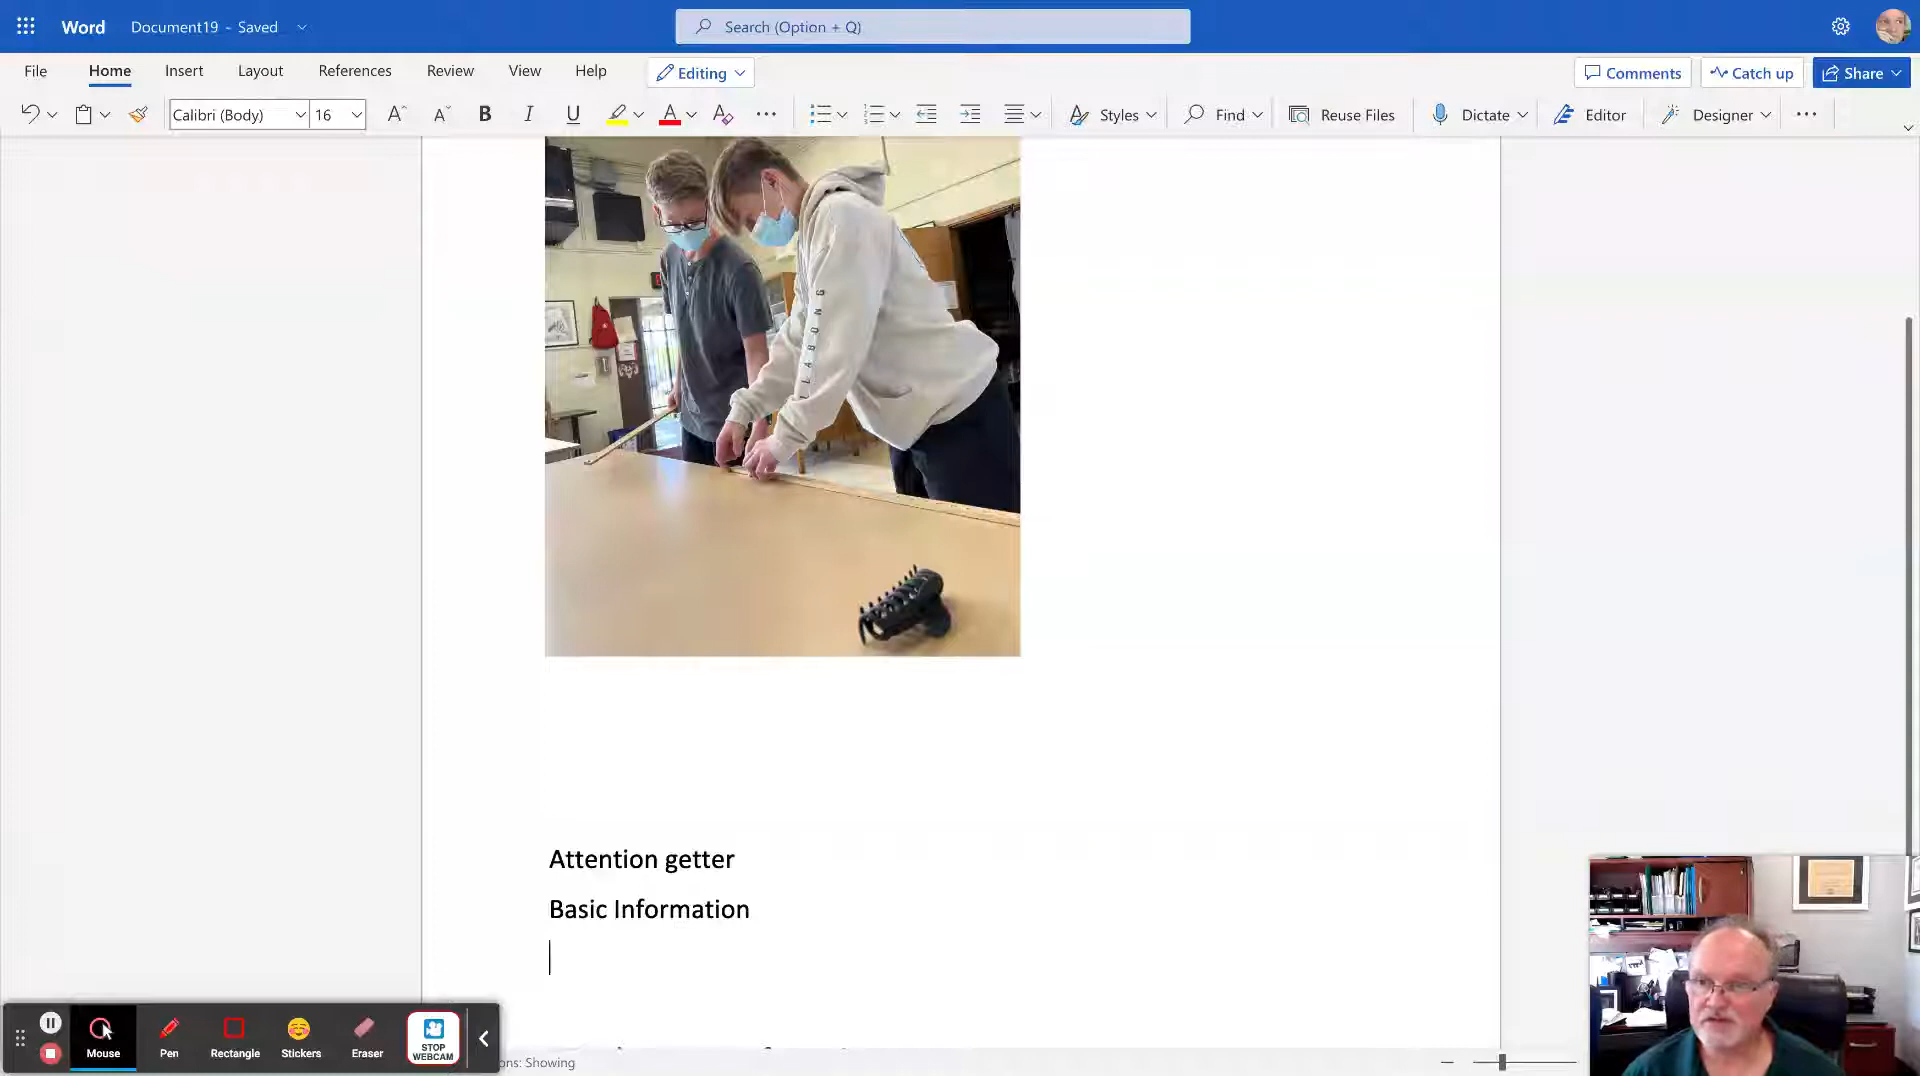 Word Document19 - Saved Search (Option + Q)
File Home Insert Layout References Review View Help Editing Comments Catch up Share
Calibri (Body) 16 A A B I U A A Styles Find Reuse Files Dictate Editor Designer
LLABONG
Attention getter
Basic Information
ons: Showing
Mouse Pen Rectangle Stickers Eraser STOP WEBCAM